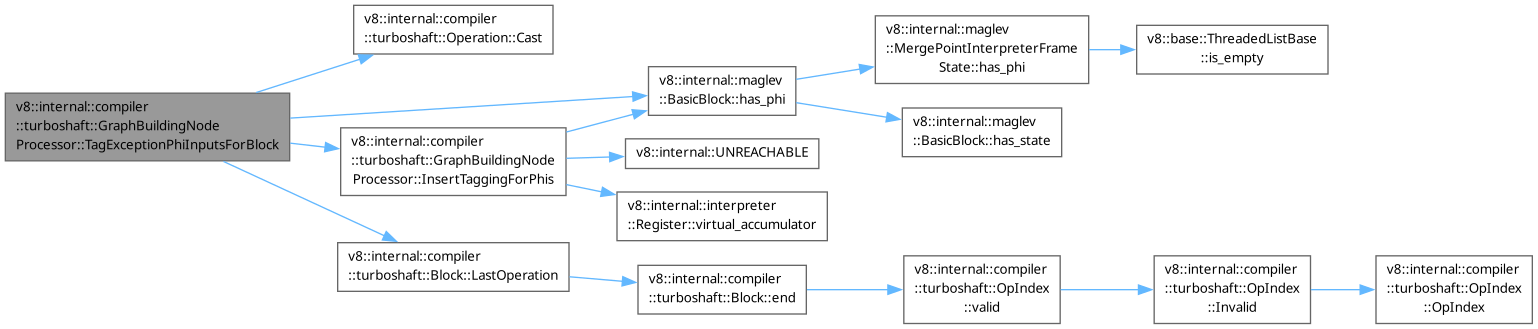 v8::internal::compiler
::turboshaft::GraphBuildingNode
Processor::TagExceptionPhiInputsForBlock
v8::internal::compiler
::turboshaft::Operation::Cast
v8::internal::maglev
::BasicBlock::has_phi
v8::internal::maglev
::MergePointInterpreterFrame
State::has_phi
v8::base::ThreadedListBase
::is_empty
v8::internal::maglev
::BasicBlock::has_state
v8::internal::compiler
::turboshaft::GraphBuildingNode
Processor::InsertTaggingForPhis
v8::internal::UNREACHABLE
v8::internal::interpreter
::Register::virtual_accumulator
v8::internal::compiler
::turboshaft::Block::LastOperation
v8::internal::compiler
::turboshaft::Block::end
v8::internal::compiler
::turboshaft::OpIndex
::valid
v8::internal::compiler
::turboshaft::OpIndex
::Invalid
v8::internal::compiler
::turboshaft::OpIndex
::OpIndex